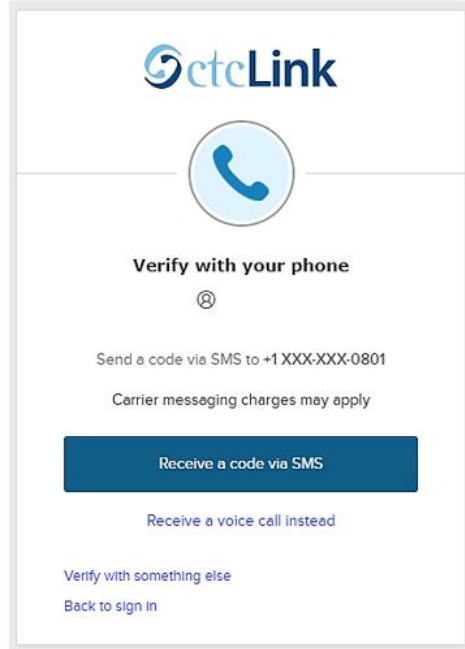 ctcLink
Verify with your phone
Send a code via SMS to +1 XXX-XXX-0801
Carrier messaging charges may apply
Receive a code via SMS
Receive a voice call instead
Verify with something else
Back to sign in